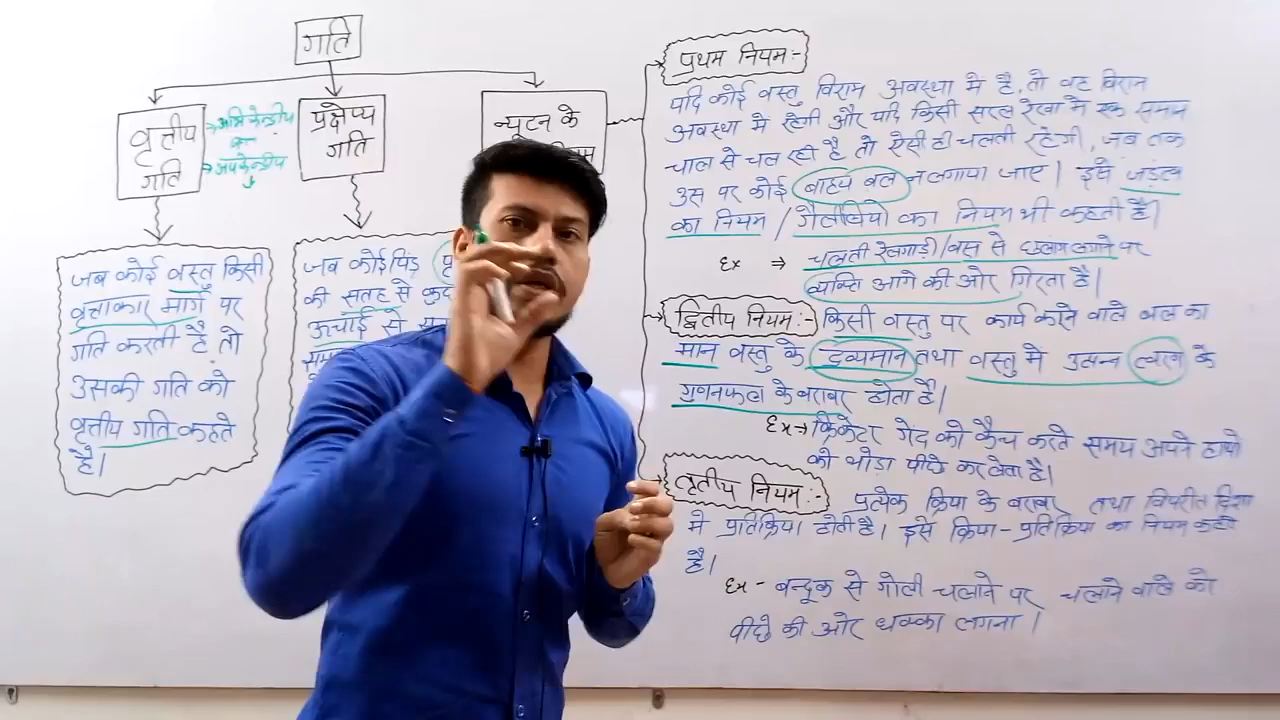 गति
वृत्तीय
गति
→अभिकेन्द्रीय
बल
→अपकेन्द्रीय
प्रक्षेप्य
गति
न्यूटन के
जब कोई वस्तु किसी
वृत्ताकार मार्ग पर
गति करती है तो
उसकी गति को
वृत्तीय गति कहते
है।
जब कोई पिंड
की सतह से कुछ
ऊचाई से
प्रथम नियम:-
यदि कोई वस्तु विराम अवस्था मे है, तो वह विराम
अवस्था मे रहेगी और यदि किसी सरल रेखा मे एक समान
चाल से चल रही है तो ऐसी ही चलती रहेगी, जब तक
उस पर कोई बाहय बल न लगाया जाए। इसे जड़त्व
का नियम / गैलीलियो का नियम भी कहती है।
Ex ⇒ चलती रेलगाड़ी/बस से छलांग लगाने पर
व्यक्ति आगे की ओर गिरता है।
द्वितीय नियम:- किसी वस्तु पर कार्य करने वाले बल का
मान वस्तु के द्रव्यमान तथा वस्तु मे उत्पन्न त्वरण के
गुणनफल के बराबर होता है।
Ex→ क्रिकेटर गेद को कैच करते समय अपने हाथो
को थोड़ा पीछे कर लेता है।
तृतीय नियम:- प्रत्येक क्रिया के बराबर तथा विपरीत दिशा
मे प्रतिक्रिया होती है। इसे क्रिया-प्रतिक्रिया का नियम कहते
है।
Ex - बन्दूक से गोली चलाने पर चलाने वाले को
पीछे की ओर धक्का लगना।